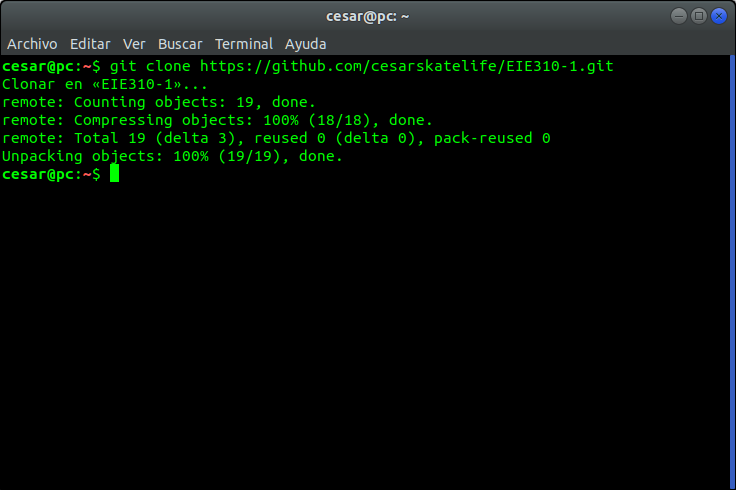 cesar@pc: ~
Archivo Editar Ver Buscar Terminal Ayuda
cesar@pc:~$ git clone https://github.com/cesarskatelife/EIE310-1.git
Clonar en «EIE310-1»...
remote: Counting objects: 19, done.
remote: Compressing objects: 100% (18/18), done.
remote: Total 19 (delta 3), reused 0 (delta 0), pack-reused 0
Unpacking objects: 100% (19/19), done.
cesar@pc:~$